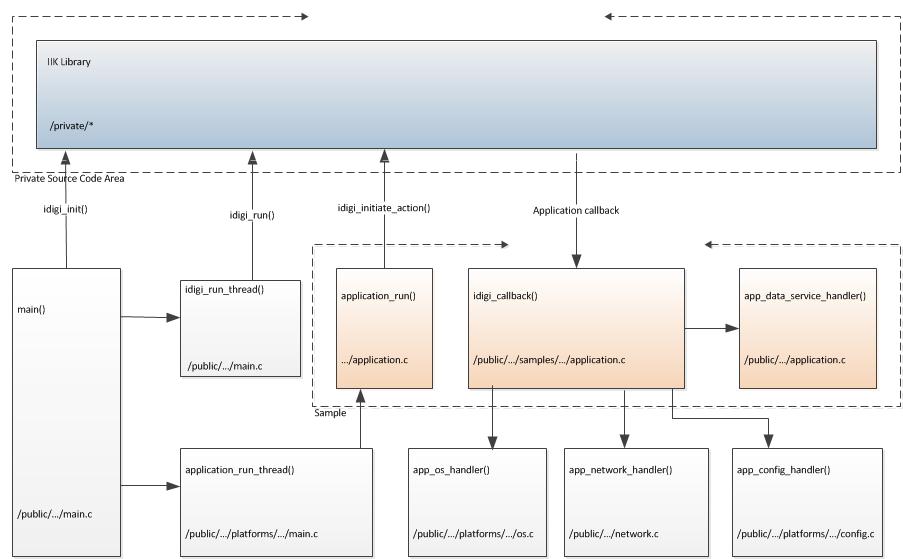 IIK Library
/private/*
Private Source Code Area
idigi_init()
idigi_run()
idigi_initiate_action()
Application callback
main()
/public/.../main.c
idigi_run_thread()
/public/.../main.c
application_run()
.../application.c
idigi_callback()
/public/.../samples/.../application.c
app_data_service_handler()
/public/.../application.c
Sample
application_run_thread()
/public/.../platforms/.../main.c
app_os_handler()
/public/.../platforms/.../os.c
app_network_handler()
/public/.../network.c
app_config_handler()
/public/.../platforms/.../config.c